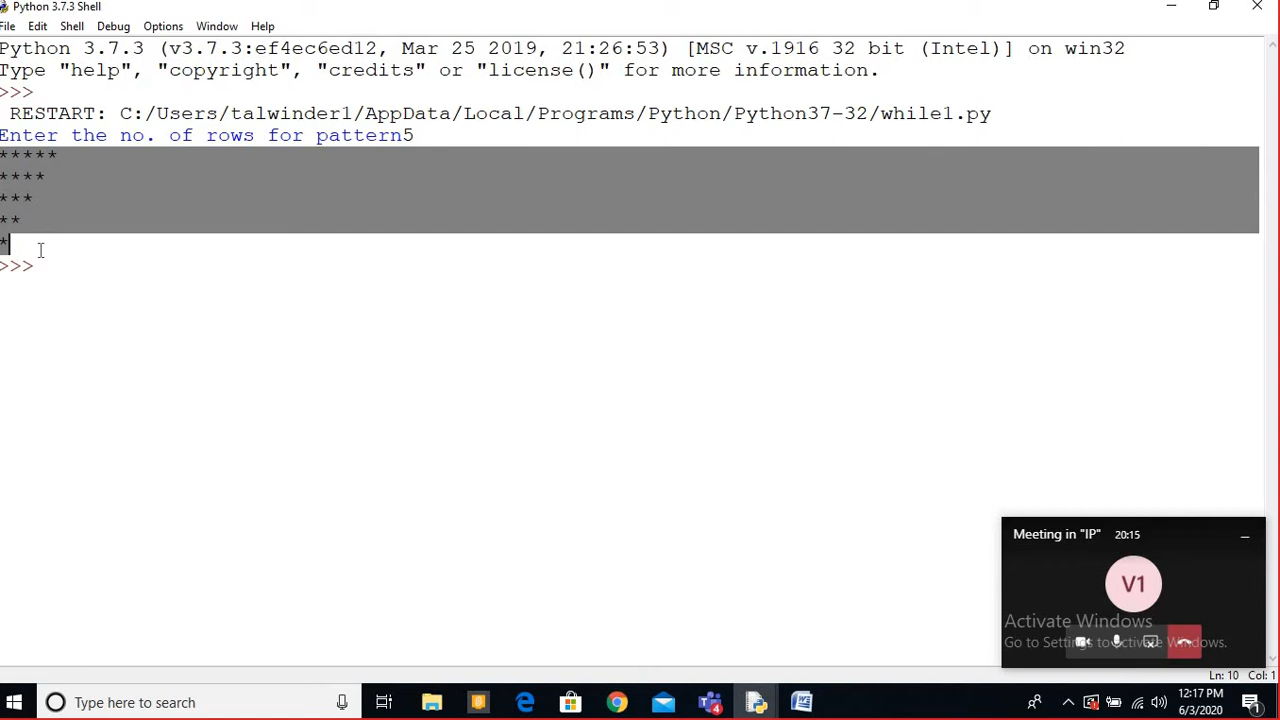 Python 3.7.3 Shell
File Edit Shell Debug Options Window Help
Python 3.7.3 (v3.7.3:ef4ec6ed12, Mar 25 2019, 21:26:53) [MSC v.1916 32 bit (Intel)] on win32
Type "help", "copyright", "credits" or "license()" for more information.
>>>
RESTART: C:/Users/talwinder1/AppData/Local/Programs/Python/Python37-32/while1.py
Enter the no. of rows for pattern5
*****
****
***
**
*
>>>
Meeting in "IP" 20:15
V1
Activate Windows
Go to Settings to activate Windows.
Ln: 10 Col: 1
Type here to search
4
12:17 PM
6/3/2020
1